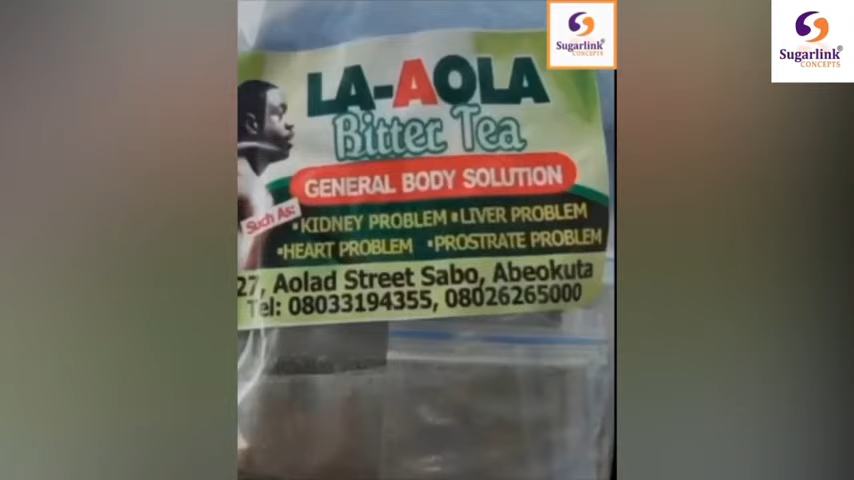 Sugarlink®
CONCEPTS
Sugarlink®
CONCEPTS
LA-AOLA
Bitter Tea
GENERAL BODY SOLUTION
Such As:
•KIDNEY PROBLEM •LIVER PROBLEM
•HEART PROBLEM •PROSTRATE PROBLEM
27, Aolad Street Sabo, Abeokuta
Tel: 08033194355, 08026265000